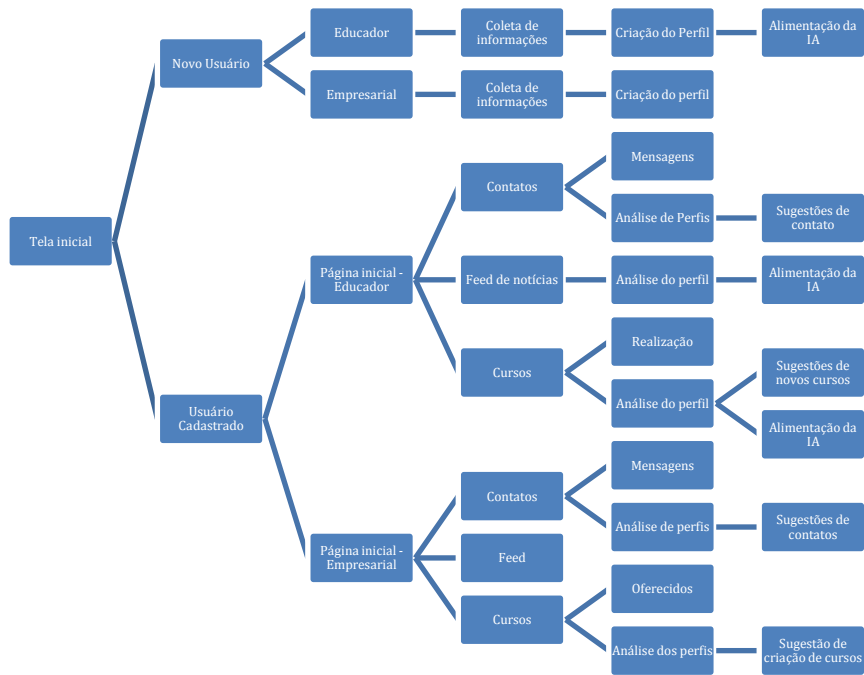 Tela inicial
Novo Usuário
Educador
Coleta de
informações
Criação do Perfil
Alimentação da
IA
Empresarial
Coleta de
informações
Criação do perfil
Usuário
Cadastrado
Página inicial -
Educador
Contatos
Mensagens
Análise de Perfis
Sugestões de
contato
Feed de notícias
Análise do perfil
Alimentação da
IA
Cursos
Realização
Análise do perfil
Sugestões de
novos cursos
Alimentação da
IA
Página inicial -
Empresarial
Contatos
Mensagens
Análise de perfis
Sugestões de
contatos
Feed
Cursos
Oferecidos
Análise dos perfis
Sugestão de
criação de cursos